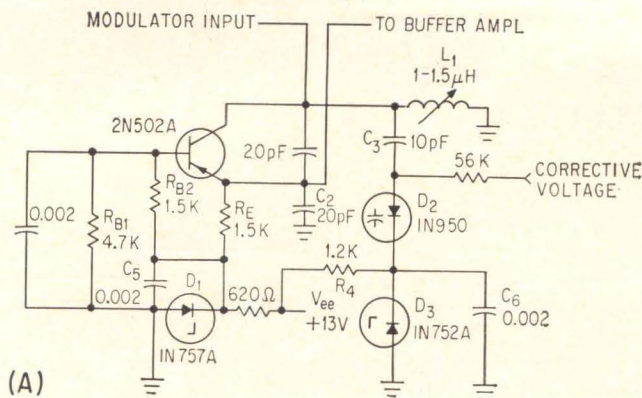 MODULATOR INPUT
TO BUFFER AMPL
L1
1-1.5μH
2N502A
20pF
C3
10pF
56K
CORRECTIVE
VOLTAGE
0.002
RB1
4.7K
RB2
1.5K
RE
1.5K
C2
20pF
D2
IN950
C5
0.002
D1
620Ω
1.2K
R4
Vee
+13V
D3
IN752A
C6
0.002
IN757A
(A)